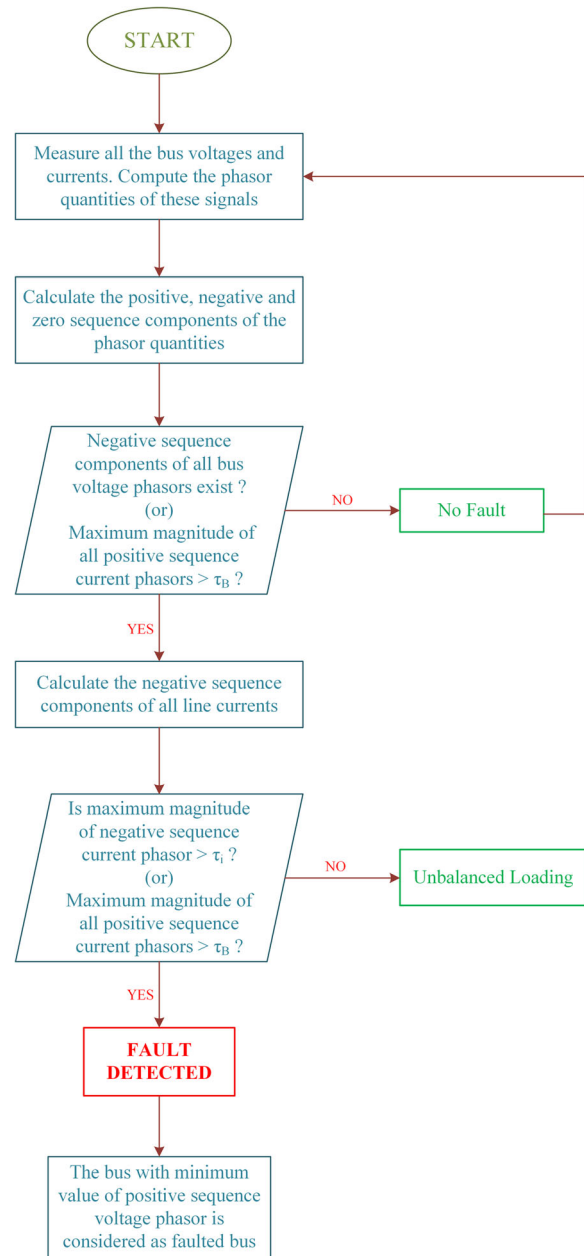 START
Measure all the bus voltages and
currents. Compute the phasor
quantities of these signals
Calculate the positive, negative and
zero sequence components of the
phasor quantities
Negative sequence
components of all bus
voltage phasors exist ?
(or)
Maximum magnitude of
all positive sequence
current phasors > τB ?
NO
No Fault
YES
Calculate the negative sequence
components of all line currents
Is maximum magnitude
of negative sequence
current phasor > τi ?
(or)
Maximum magnitude of
all positive sequence
current phasors > τB ?
NO
Unbalanced Loading
YES
FAULT
DETECTED
The bus with minimum
value of positive sequence
voltage phasor is
considered as faulted bus